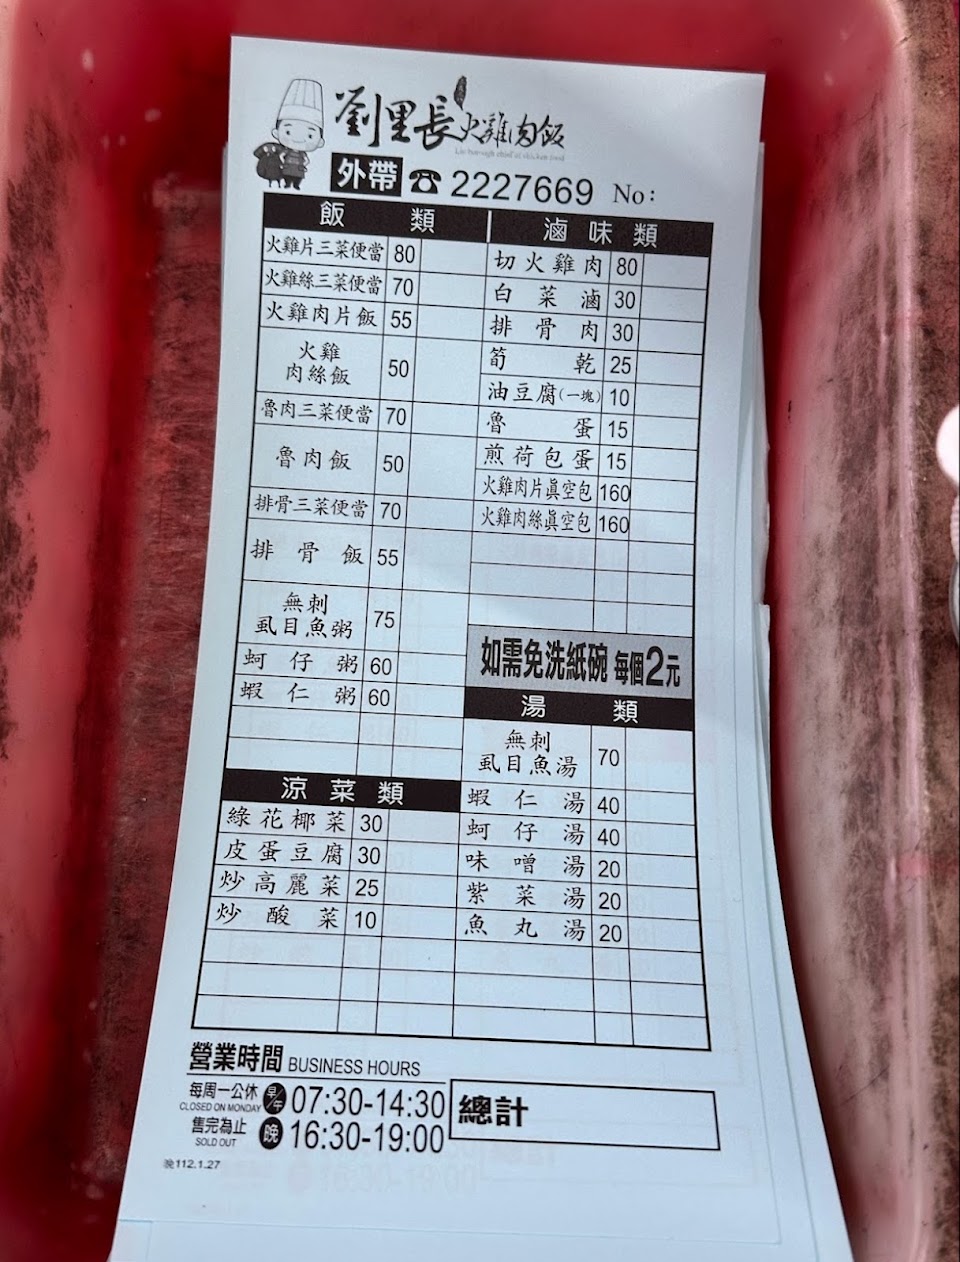 劉里長火雞肉飯
外帶 ☎ 2227669 No:
飯類
火雞片三菜便當 80
火雞絲三菜便當 70
火雞肉片飯 55
火雞
肉絲飯 50
魯肉三菜便當 70
魯肉飯 50
排骨三菜便當 70
排骨飯 55
無刺
虱目魚粥 75
蚵仔粥 60
蝦仁粥 60
涼菜類
綠花椰菜 30
皮蛋豆腐 30
炒高麗菜 25
炒酸菜 10
滷味類
切火雞肉 80
白菜滷 30
排骨肉 30
筍乾 25
油豆腐(一塊) 10
魯蛋 15
煎荷包蛋 15
火雞肉片真空包 160
火雞肉絲真空包 160
如需免洗紙碗 每個2元
湯類
無刺
虱目魚湯 70
蝦仁湯 40
蚵仔湯 40
味噌湯 20
紫菜湯 20
魚丸湯 20
營業時間 BUSINESS HOURS
每周一公休
CLOSED ON MONDAY
售完為止
SOLD OUT
早/午 07:30-14:30
晚 16:30-19:00
總計
112.1.27